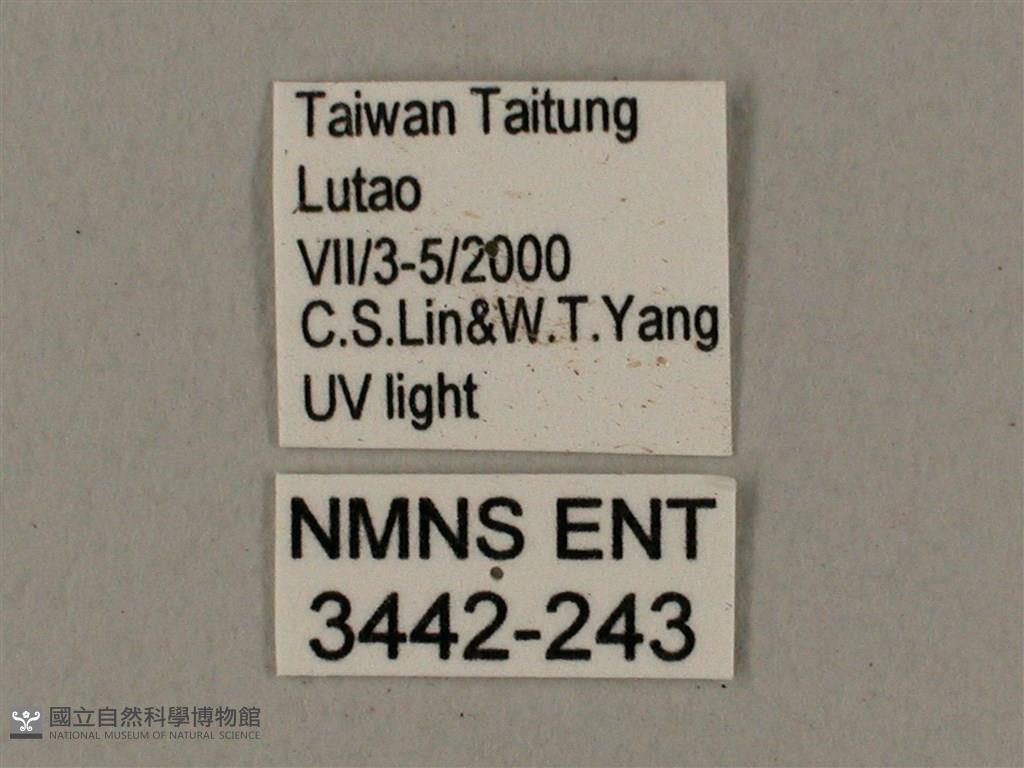 Taiwan Taitung
Lutao
VII/3-5/2000
C.S.Lin&W.T.Yang
UV light
NMNS ENT
3442-243
國立自然科學博物館
NATIONAL MUSEUM OF NATURAL SCIENCE